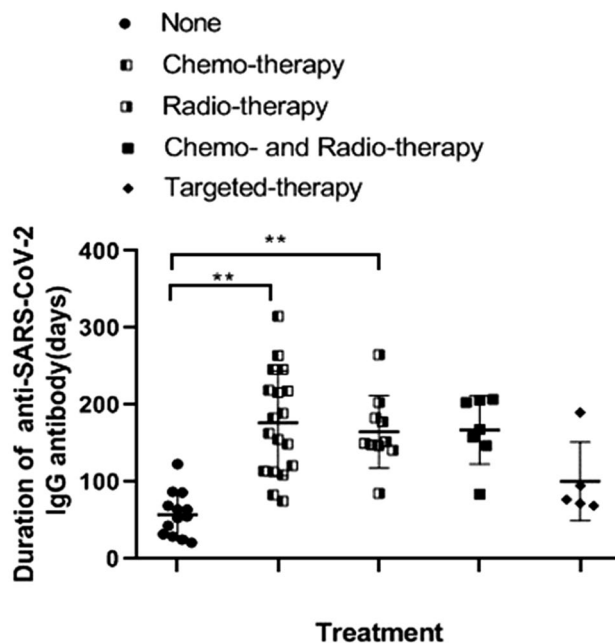 None
Chemo-therapy
Radio-therapy
Chemo- and Radio-therapy
Targeted-therapy
Duration of anti-SARS-CoV-2
IgG antibody(days)
400
300
200
100
0
**
**
Treatment